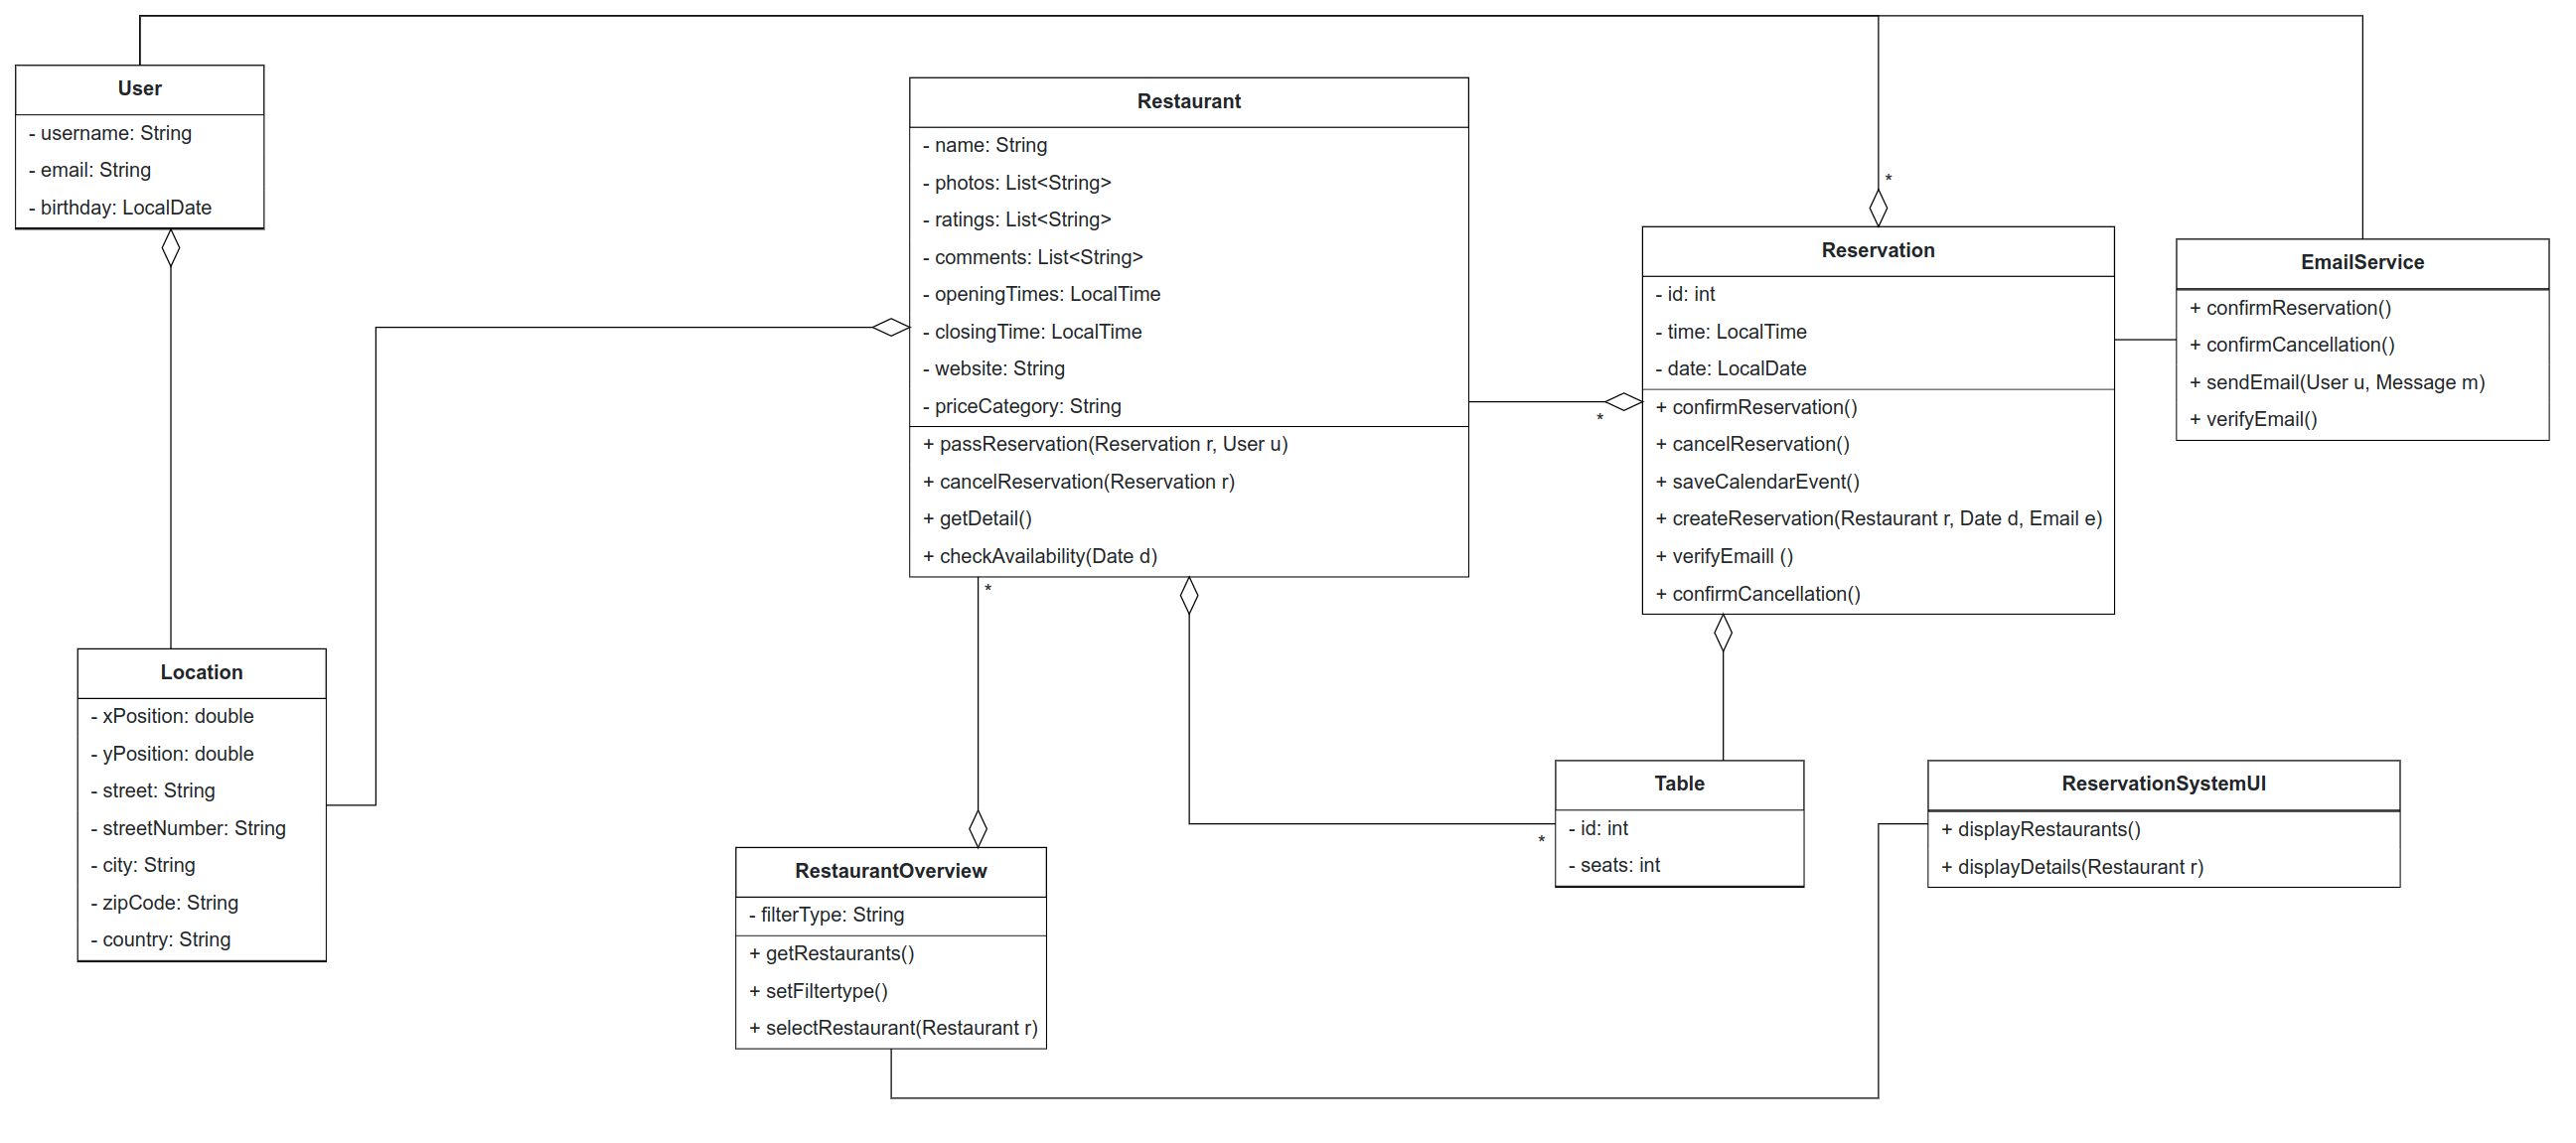 User
- username: String
- email: String
- birthday: LocalDate
Restaurant
- name: String
- photos: List<String>
- ratings: List<String>
- comments: List<String>
- openingTimes: LocalTime
- closingTime: LocalTime
- website: String
- priceCategory: String
+ passReservation(Reservation r, User u)
+ cancelReservation(Reservation r)
+ getDetail()
+ checkAvailability(Date d)
*
*
*
Reservation
- id: int
- time: LocalTime
- date: LocalDate
+ confirmReservation()
+ cancelReservation()
+ saveCalendarEvent()
+ createReservation(Restaurant r, Date d, Email e)
+ verifyEmaill ()
+ confirmCancellation()
EmailService
+ confirmReservation()
+ confirmCancellation()
+ sendEmail(User u, Message m)
+ verifyEmail()
Location
- xPosition: double
- yPosition: double
- street: String
- streetNumber: String
- city: String
- zipCode: String
- country: String
RestaurantOverview
- filterType: String
+ getRestaurants()
+ setFiltertype()
+ selectRestaurant(Restaurant r)
*
Table
- id: int
- seats: int
ReservationSystemUI
+ displayRestaurants()
+ displayDetails(Restaurant r)